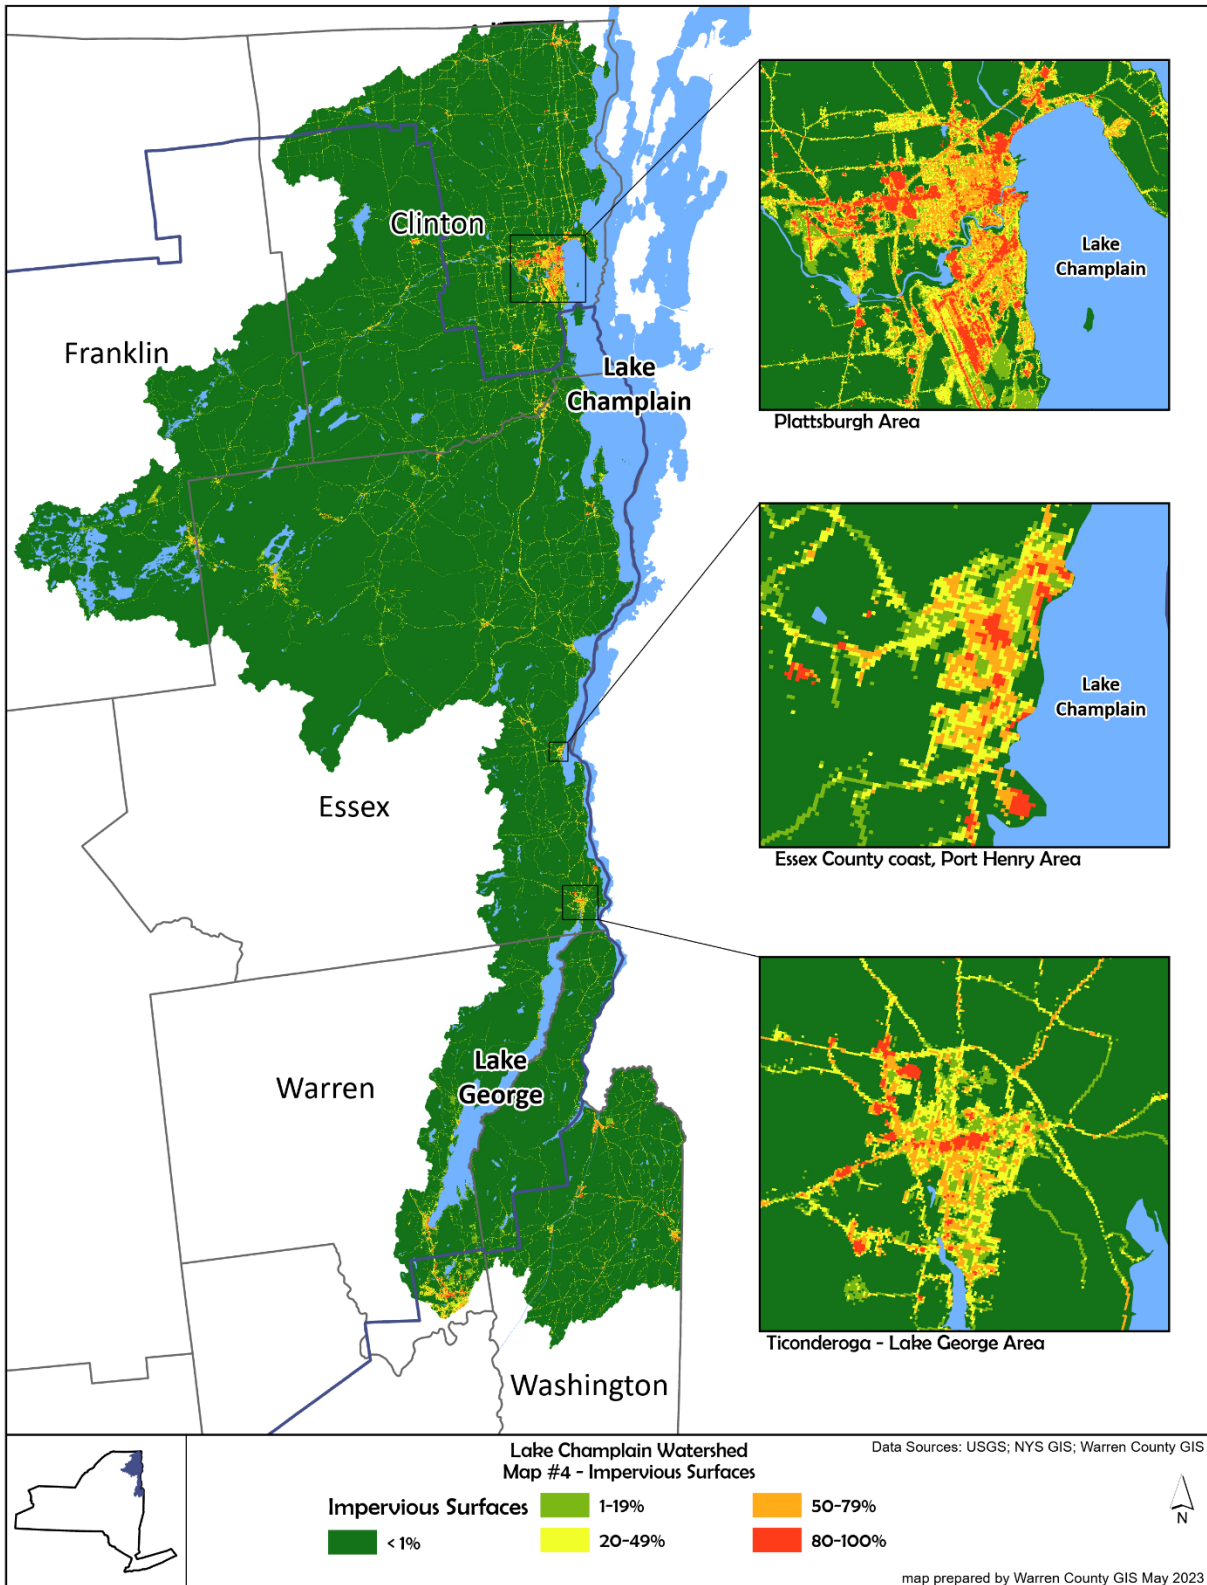 Clinton
Franklin
Lake
Champlain
Essex
Lake
George
Warren
Washington
Lake
Champlain
Plattsburgh Area
Lake
Champlain
Essex County coast, Port Henry Area
Ticonderoga - Lake George Area
Lake Champlain Watershed
Map #4 - Impervious Surfaces
Data Sources: USGS; NYS GIS; Warren County GIS
Impervious Surfaces
< 1%
1-19%
20-49%
50-79%
80-100%
N
map prepared by Warren County GIS May 2023